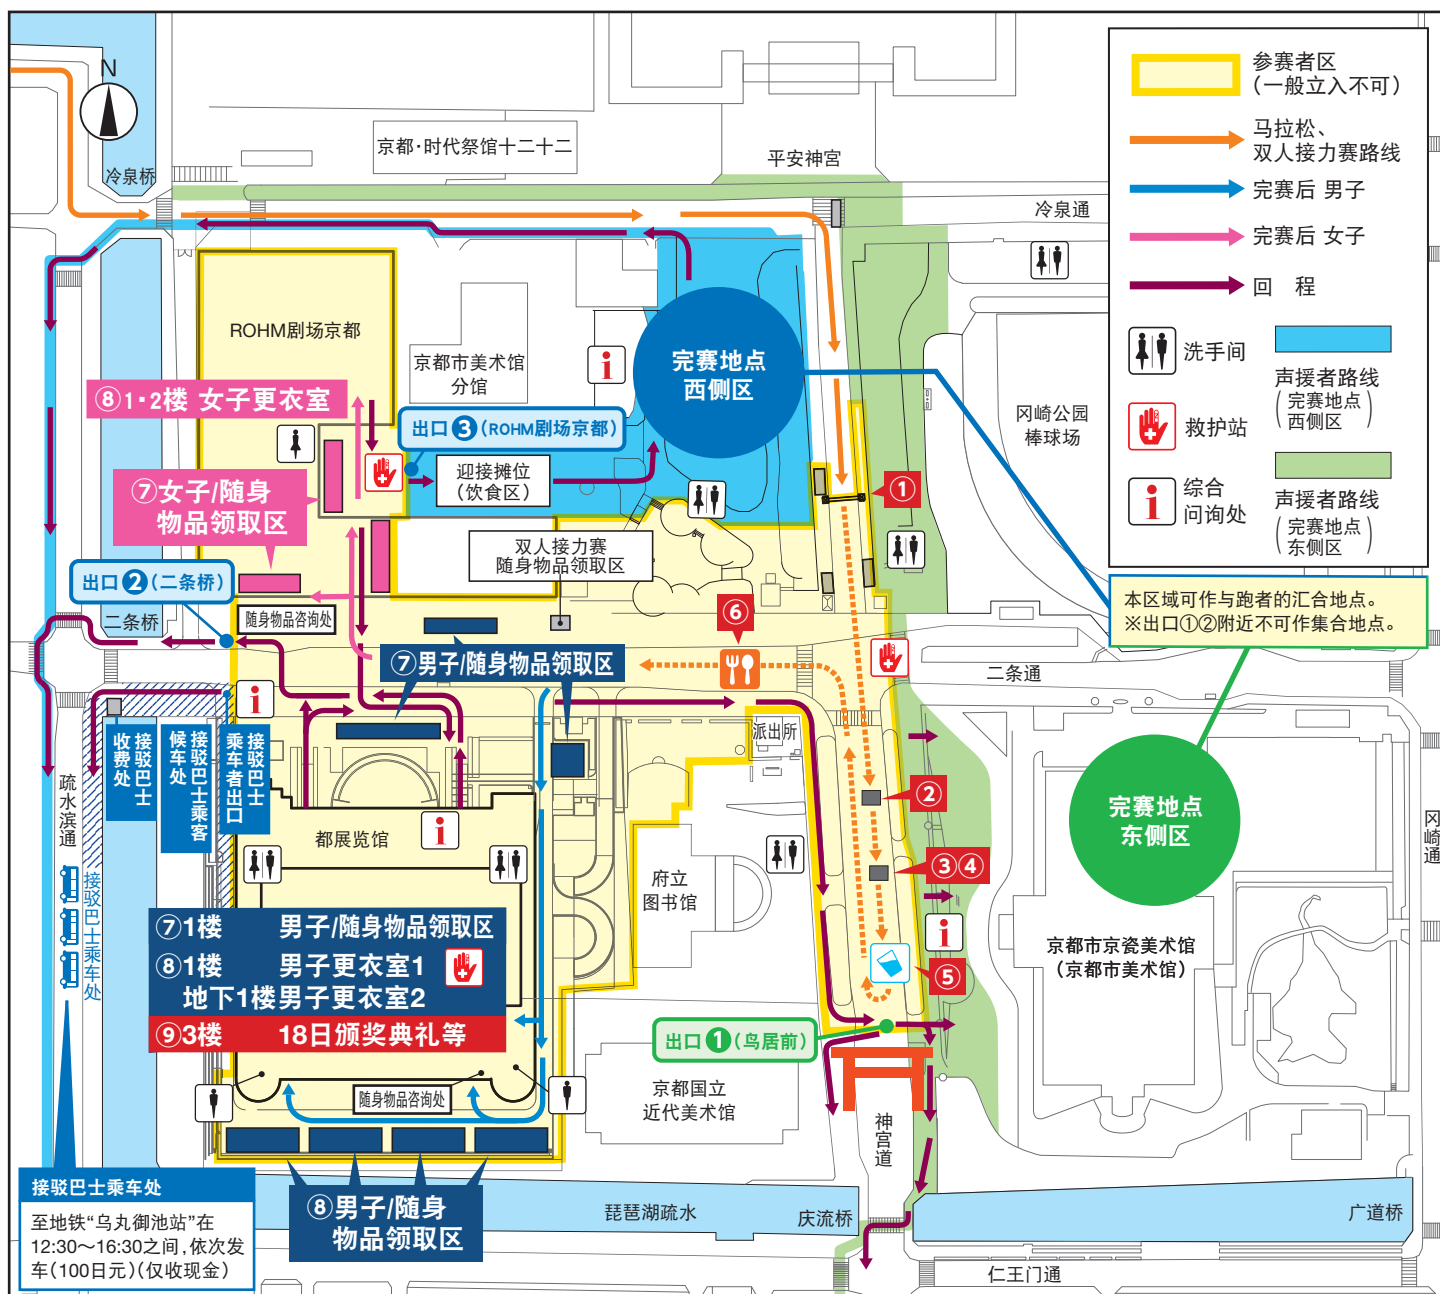 N
冷泉桥
京都·时代祭馆十二十二
平安神宫
冷泉通
参赛者区
(一般立入不可)
马拉松、
双人接力赛路线
完赛后 男子
完赛后 女子
回　程
洗手间
声援者路线
(完赛地点
西侧区)
救护站
i
综合
问询处
声援者路线
(完赛地点
东侧区)
ROHM剧场京都
京都市美术馆
分馆
i
完赛地点
西侧区
冈崎公园
棒球场
⑧1·2楼 女子更衣室
出口❸(ROHM剧场京都)
迎接摊位
(饮食区)
①
⑦女子/随身
物品领取区
双人接力赛
随身物品领取区
出口❷(二条桥)
本区域可作与跑者的汇合地点。
※出口①②附近不可作集合地点。
随身物品咨询处
二条桥
⑥
⑦男子/随身物品领取区
二条通
i
派出所
接驳巴士
收费处
接驳巴士乘客
候车处
接驳巴士
乘车者出口
疏水滨通
②
完赛地点
东侧区
冈崎通
都展览馆
i
③④
府立
图书馆
接驳巴士乘车处
⑦1楼 男子/随身物品领取区
⑧1楼 男子更衣室1
地下1楼男子更衣室2
⑨3楼 18日颁奖典礼等
i
⑤
京都市京瓷美术馆
(京都市美术馆)
出口❶(鸟居前)
随身物品咨询处
京都国立
近代美术馆
神宫道
接驳巴士乘车处
至地铁“乌丸御池站”在
12:30～16:30之间,依次发
车(100日元)(仅收现金)
⑧男子/随身
物品领取区
琵琶湖疏水
庆流桥
广道桥
仁王门通